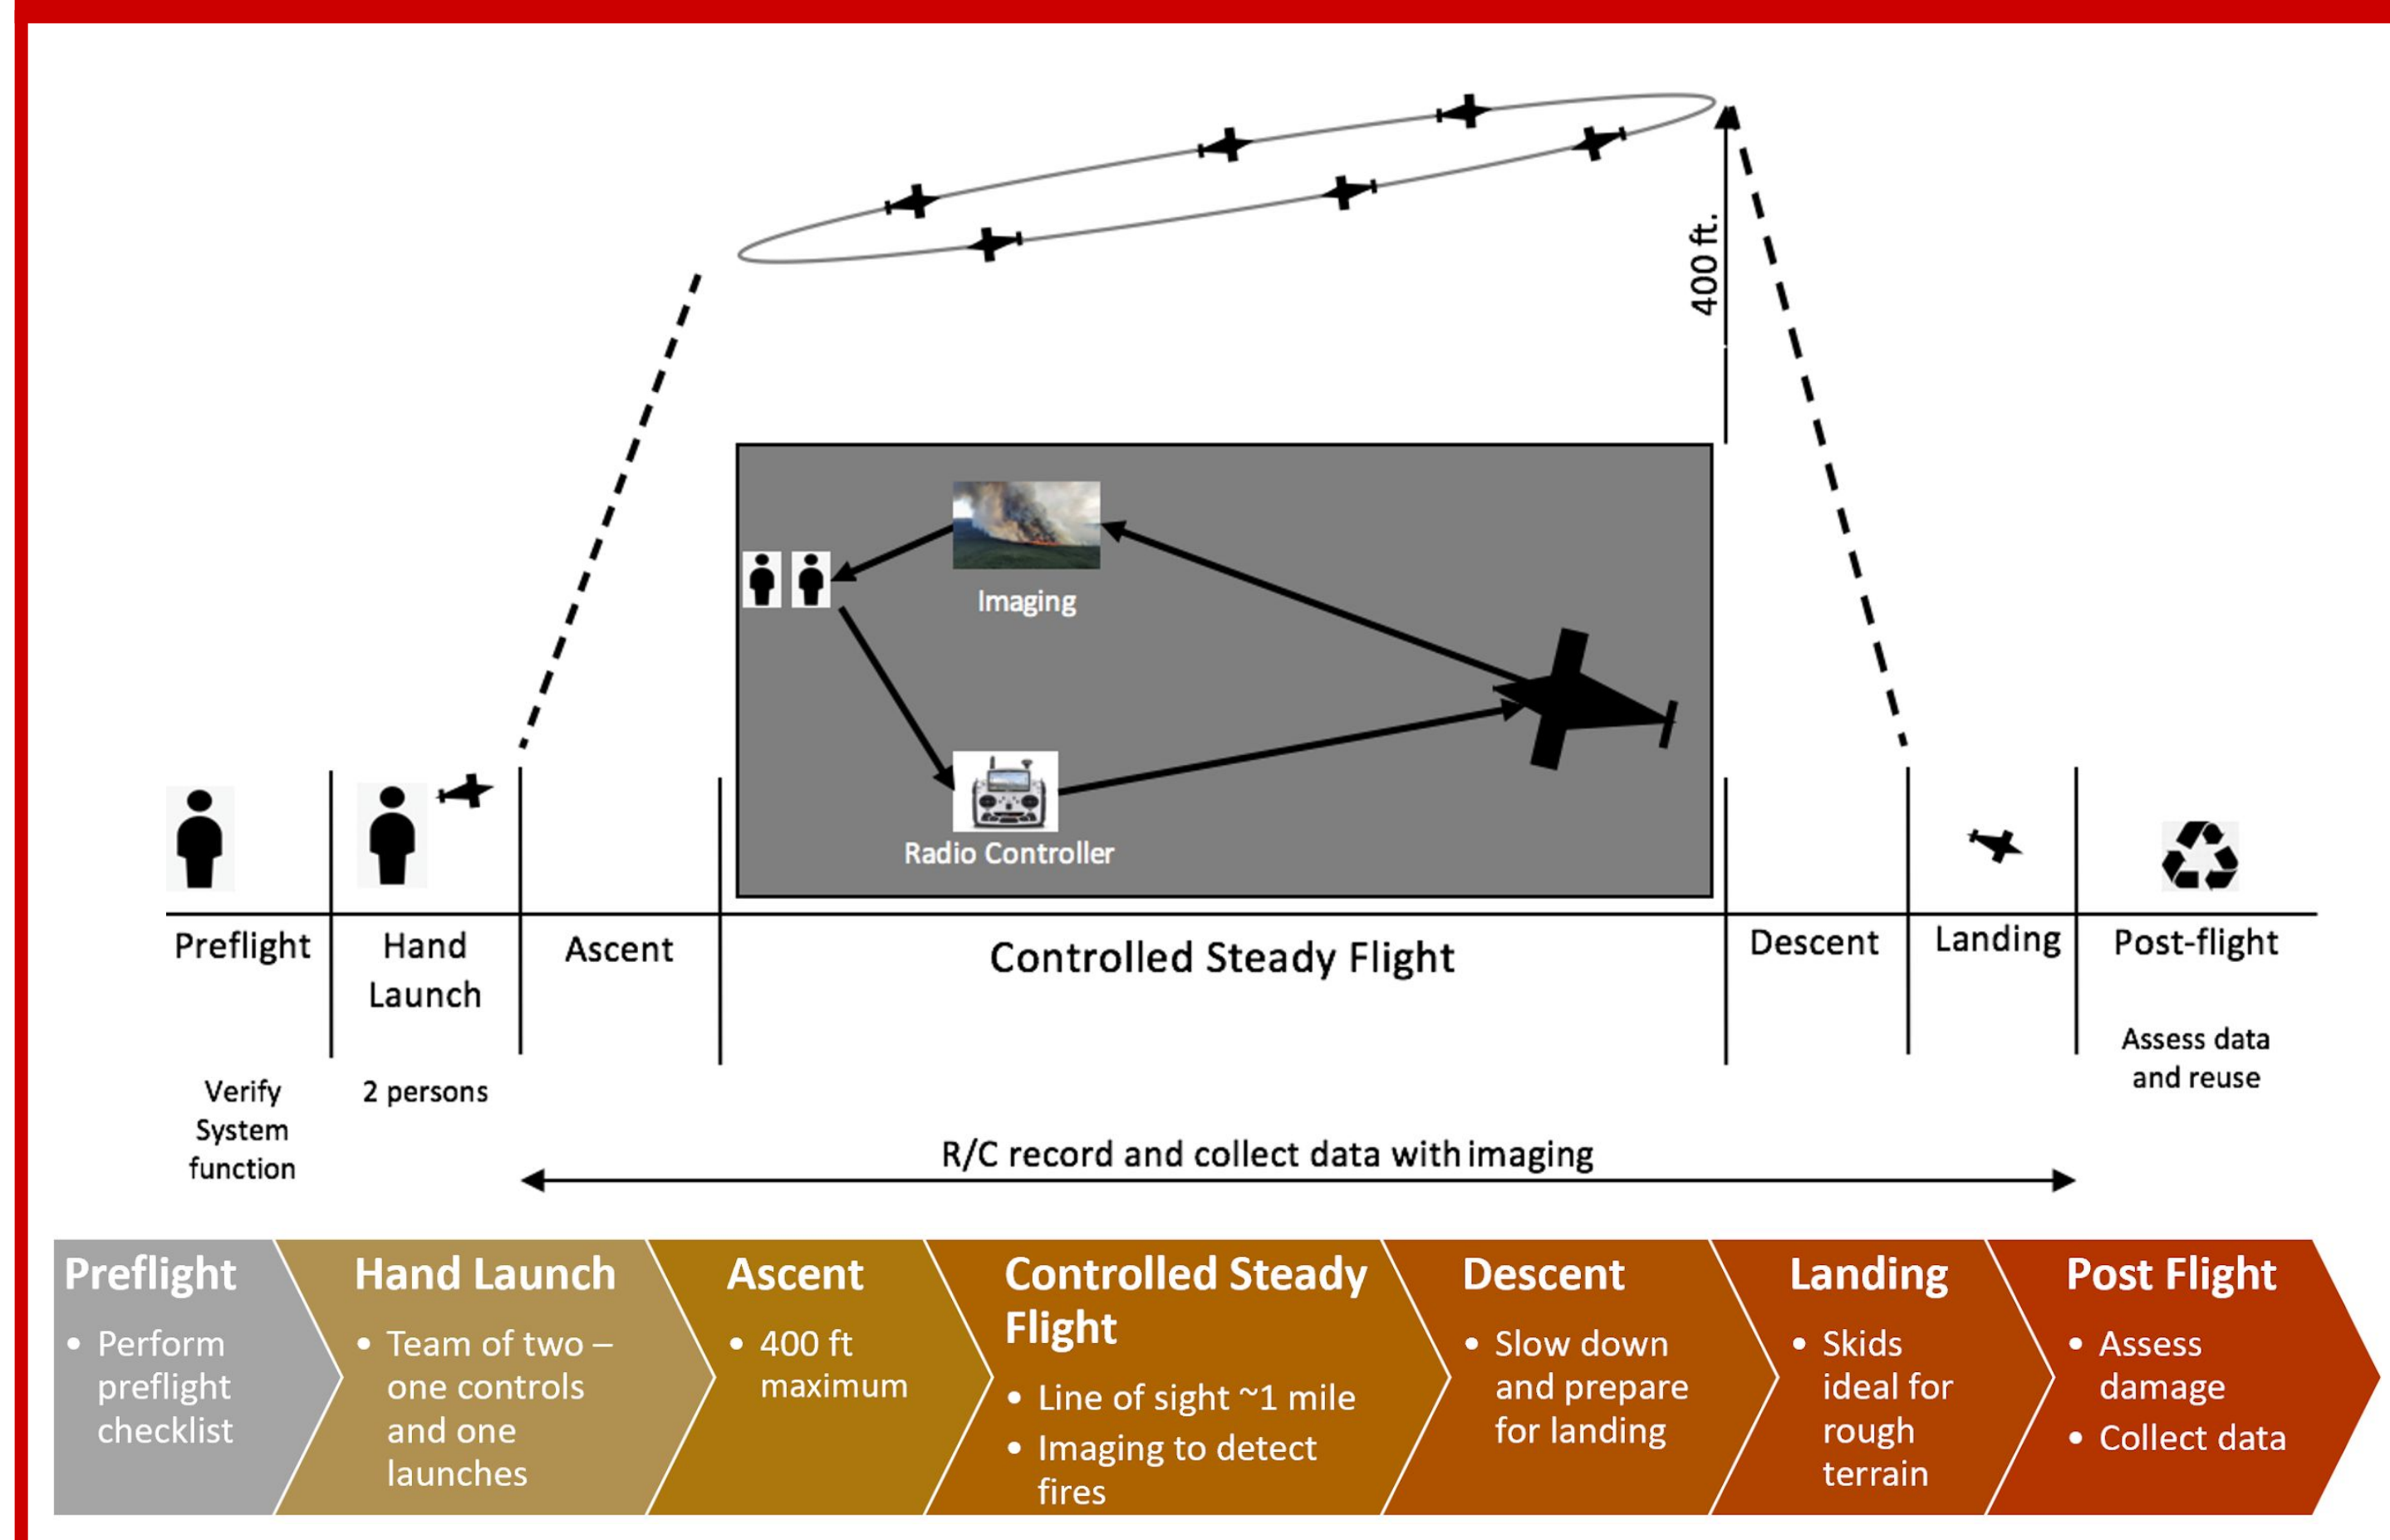 400 ft.
Imaging
Radio Controller
Preflight
Hand
Launch
Ascent
Controlled Steady Flight
Descent
Landing
Post-flight
Verify
System
function
2 persons
Assess data
and reuse
R/C record and collect data with imaging
Preflight
• Perform
preflight
checklist
Hand Launch
• Team of two –
one controls
and one
launches
Ascent
• 400 ft
maximum
Controlled Steady
Flight
• Line of sight ~1 mile
• Imaging to detect
fires
Descent
• Slow down
and prepare
for landing
Landing
• Skids
ideal for
rough
terrain
Post Flight
• Assess
damage
• Collect data